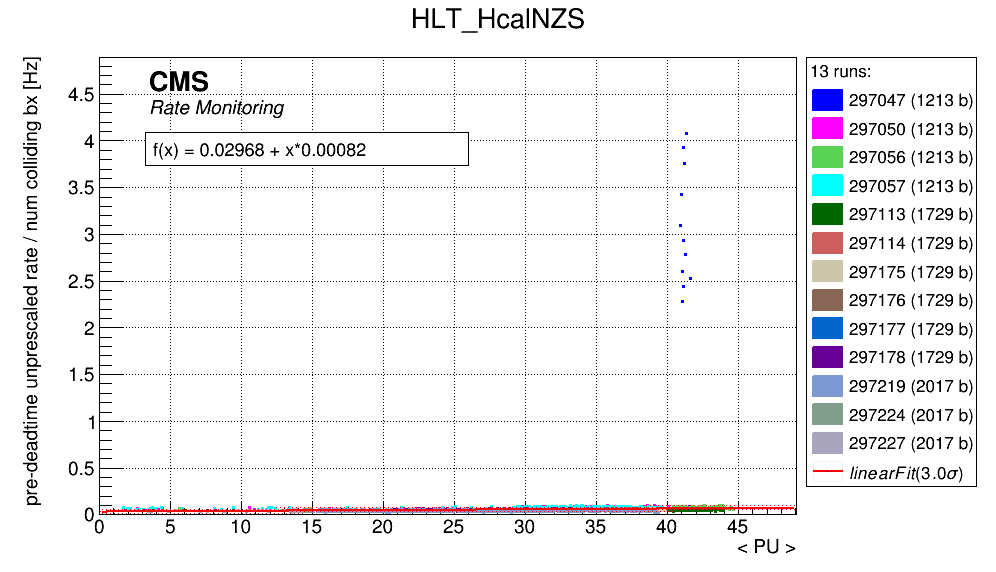 HLT_HcalNZS
pre-deadtime unprescaled rate / num colliding bx [Hz]
CMS
Rate Monitoring
f(x) = 0.02968 + x*0.00082
4.5
4
3.5
3
2.5
2
1.5
1
0.5
0
0 5 10 15 20 25 30 35 40 45
< PU >
13 runs:
297047 (1213 b)
297050 (1213 b)
297056 (1213 b)
297057 (1213 b)
297113 (1729 b)
297114 (1729 b)
297175 (1729 b)
297176 (1729 b)
297177 (1729 b)
297178 (1729 b)
297219 (2017 b)
297224 (2017 b)
297227 (2017 b)
linearFit(3.0σ)